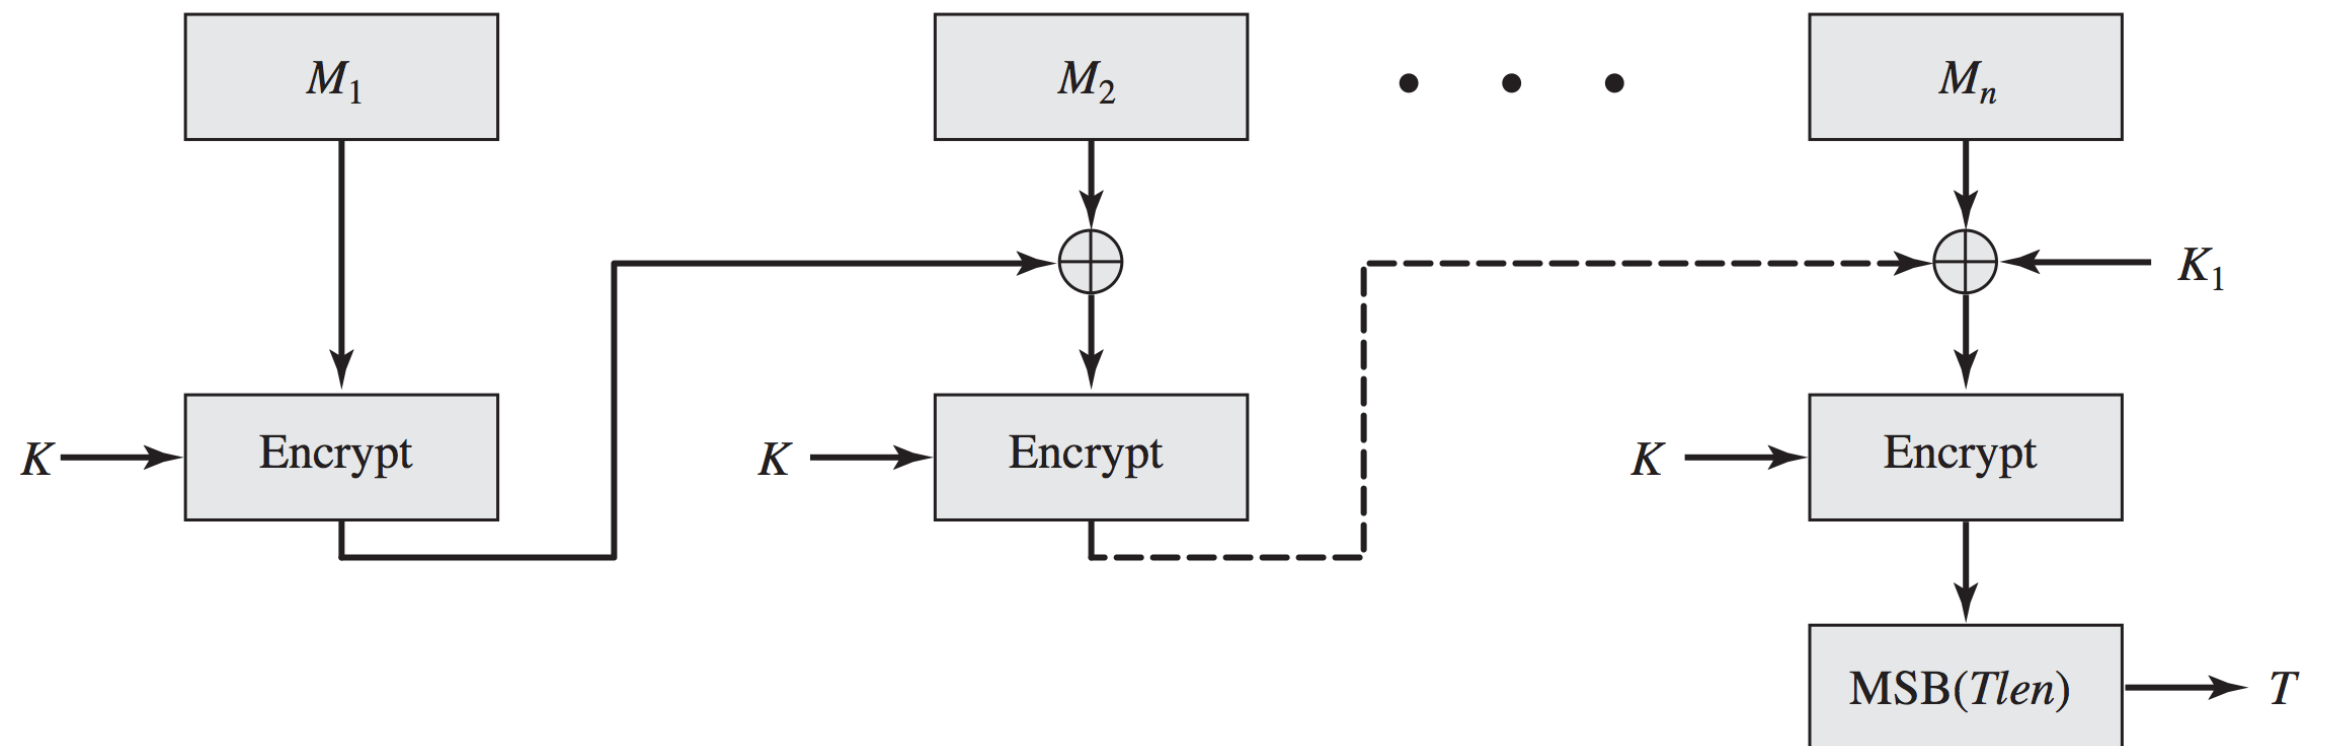 M1 M2 • • • Mn
K1
K Encrypt K Encrypt K Encrypt
MSB(Tlen) T